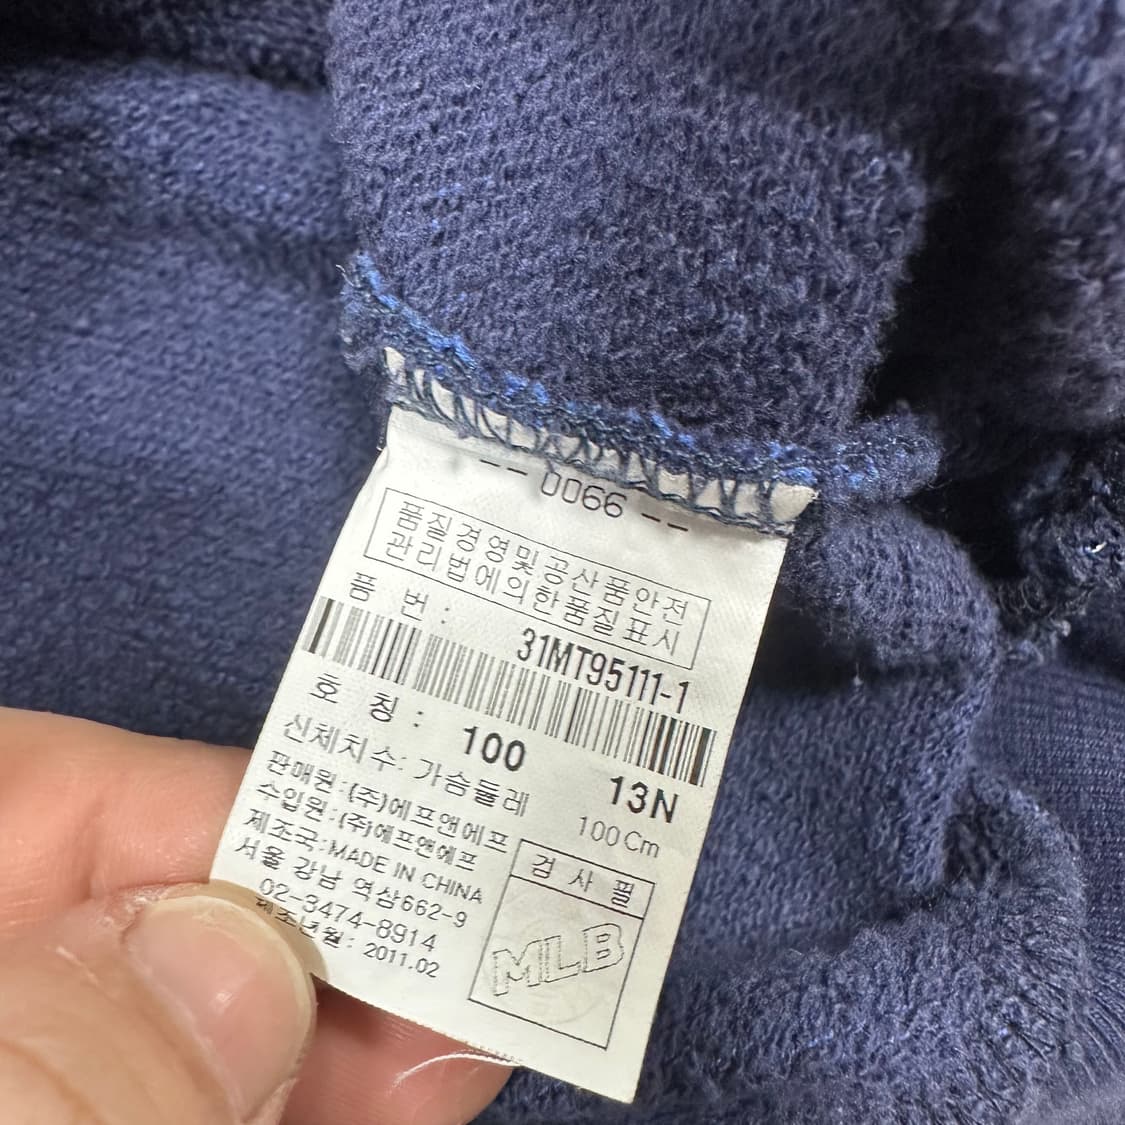 -- 0066 --
품질경영및공산품안전
관리법에의한품질표시
품 번 :
31MT95111-1
호 칭 : 100 13N
신체치수: 가슴둘레 100Cm
판매원:(주)에프앤에프
수입원:(주)에프앤에프
제조국:MADE IN CHINA
서울 강남 역삼662-9
02-3474-8914
제조년월: 2011.02
검 사 필
MLB